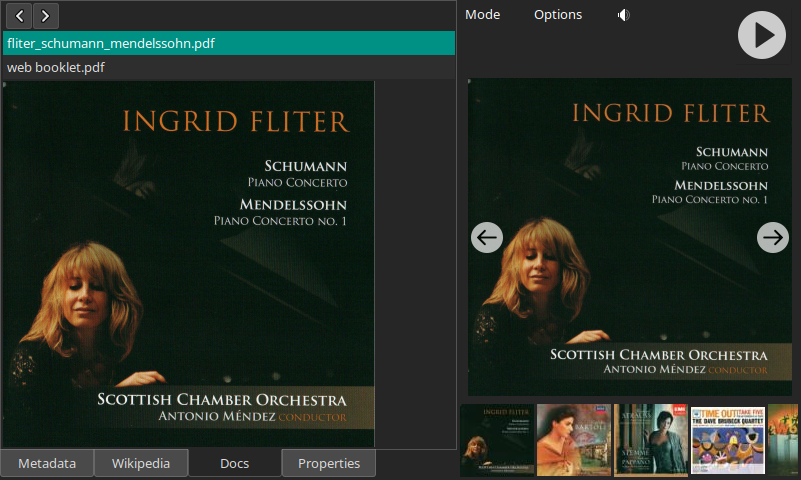 Mode Options
fliter_schumann_mendelssohn.pdf
web booklet.pdf
INGRID FLITER
SCHUMANN
PIANO CONCERTO
MENDELSSOHN
PIANO CONCERTO NO. 1
SCOTTISH CHAMBER ORCHESTRA
ANTONIO MÉNDEZ CONDUCTOR
INGRID FLITER
SCHUMANN
PIANO CONCERTO
MENDELSSOHN
PIANO CONCERTO NO. 1
SCOTTISH CHAMBER ORCHESTRA
ANTONIO MÉNDEZ CONDUCTOR
INGRID FLITER
BARTOLI
STRAUSS
STEMME
PAPPANO
EMI
TIME OUT TAKE FIVE
THE DAVE BRUBECK QUARTET
Metadata Wikipedia Docs Properties